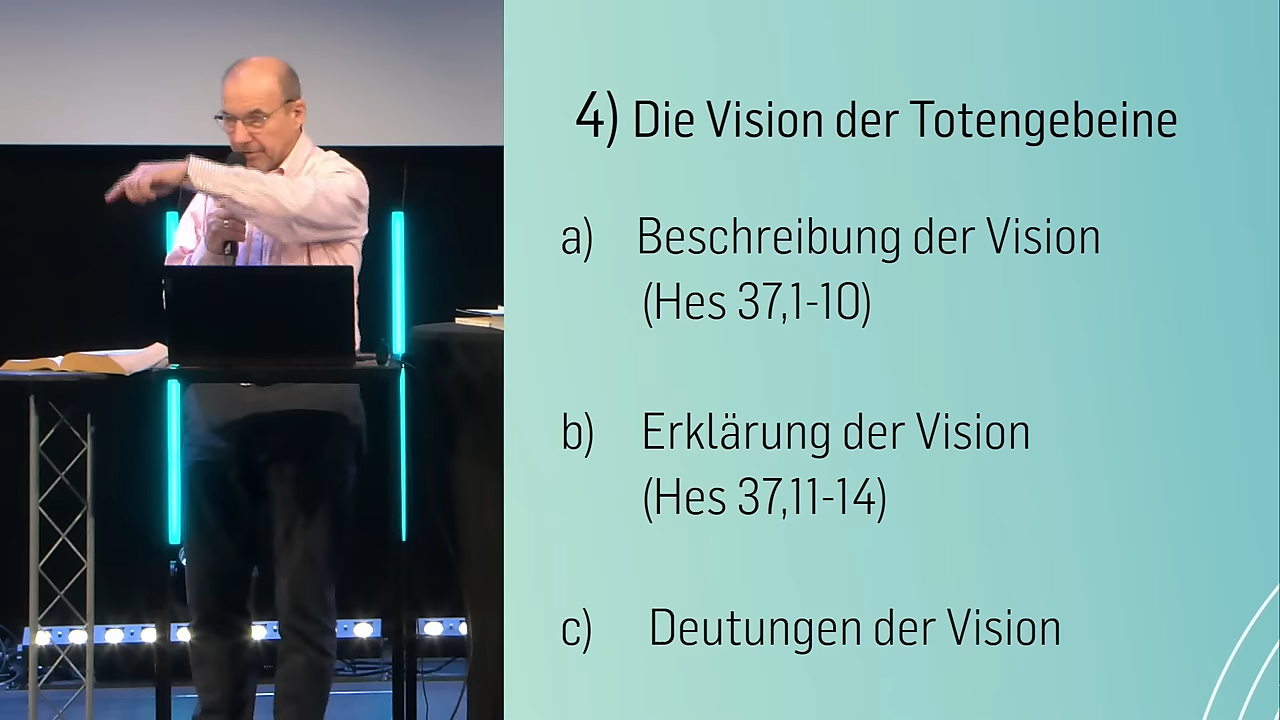 4) Die Vision der Totengebeine
a) Beschreibung der Vision
(Hes 37,1-10)
b) Erklärung der Vision
(Hes 37,11-14)
c) Deutungen der Vision